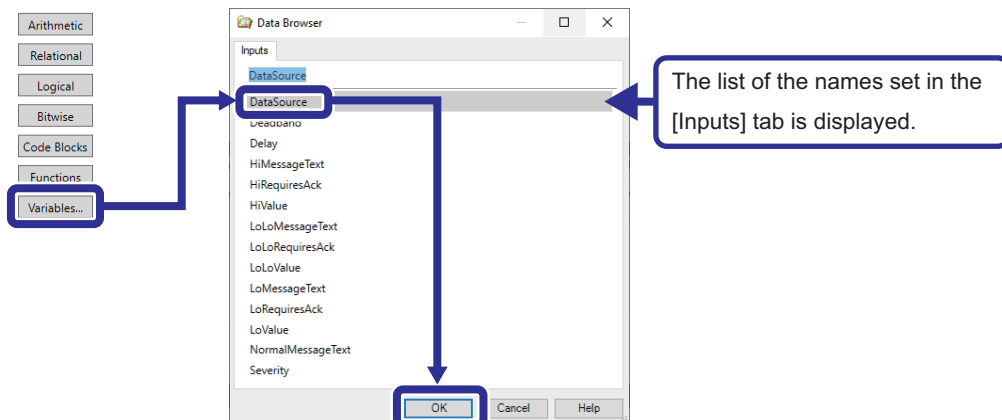 Arithmetic
Relational
Logical
Bitwise
Code Blocks
Functions
Variables...
Data Browser
Inputs
DataSource
DataSource
Deadband
Delay
HiMessageText
HiRequiresAck
HiValue
LoLoMessageText
LoLoRequiresAck
LoLoValue
LoMessageText
LoRequiresAck
LoValue
NormalMessageText
Severity
OK Cancel Help
The list of the names set in the
[Inputs] tab is displayed.